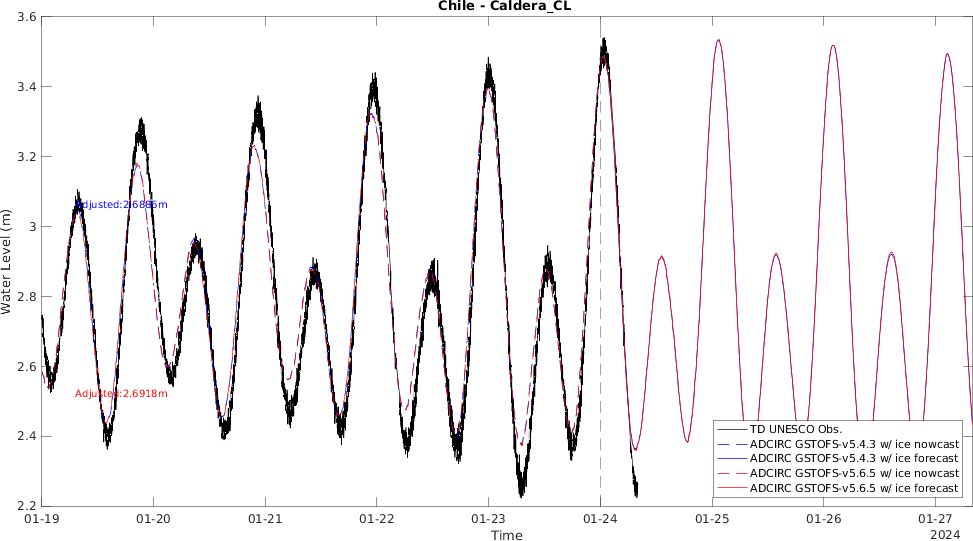 Chile - Caldera_CL
3.6
3.4
3.2
3
2.8
2.6
2.4
2.2
Water Level (m)
Adjusted:2.6886m
Adjusted:2.6918m
TD UNESCO Obs.
ADCIRC GSTOFS-v5.4.3 w/ ice nowcast
ADCIRC GSTOFS-v5.4.3 w/ ice forecast
ADCIRC GSTOFS-v5.6.5 w/ ice nowcast
ADCIRC GSTOFS-v5.6.5 w/ ice forecast
01-19 01-20 01-21 01-22 01-23 01-24 01-25 01-26 01-27
Time
2024